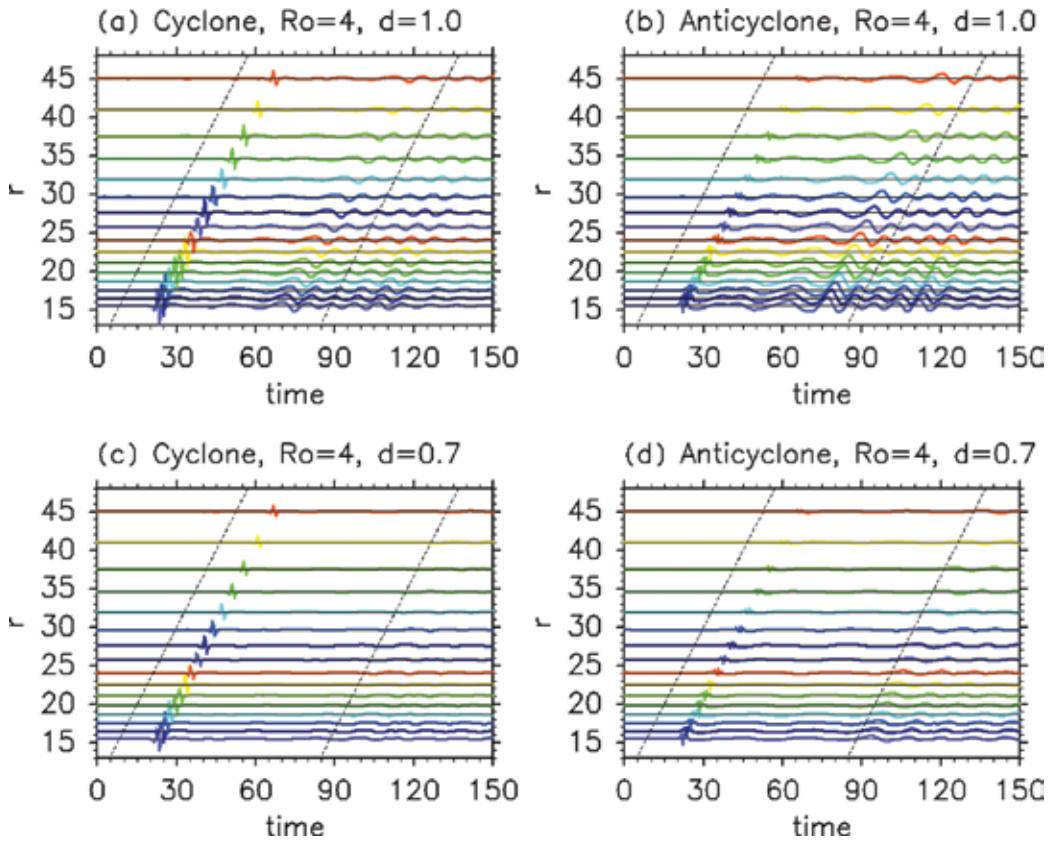 (a) Cyclone, Ro=4, d=1.0
(b) Anticyclone, Ro=4, d=1.0
r
45
40
35
30
25
20
15
0 30 60 90 120 150
time
r
45
40
35
30
25
20
15
0 30 60 90 120 150
time
(c) Cyclone, Ro=4, d=0.7
(d) Anticyclone, Ro=4, d=0.7
r
45
40
35
30
25
20
15
0 30 60 90 120 150
time
r
45
40
35
30
25
20
15
0 30 60 90 120 150
time